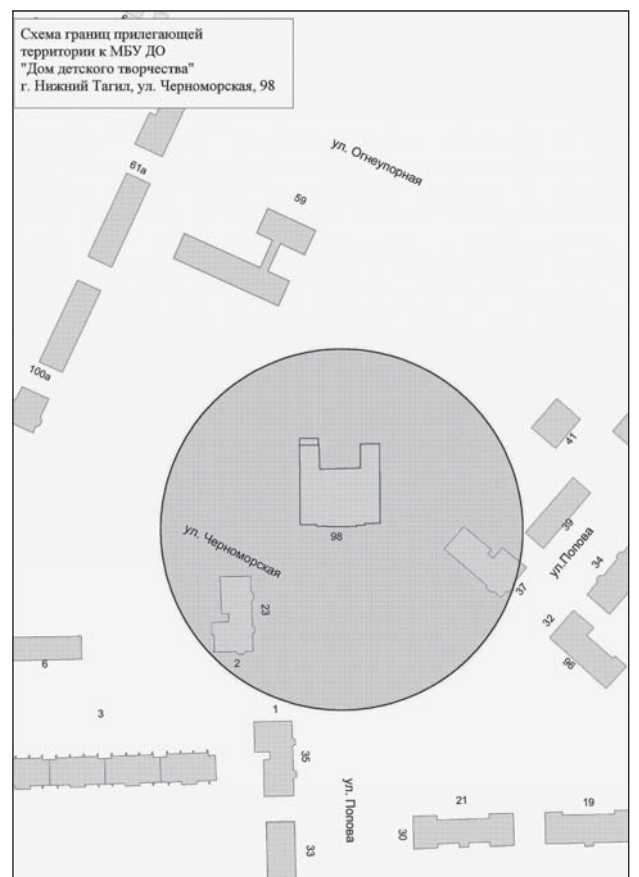 Схема границ прилегающей
территории к МБУ ДО
"Дом детского творчества"
г. Нижний Тагил, ул. Черноморская, 98
ул. Огнеупорная
61а
59
100а
41
98
39
ул. Черноморская
ул.Попова
34
37
23
32
96
6
2
3
1
35
ул. Попова
21
19
30
33